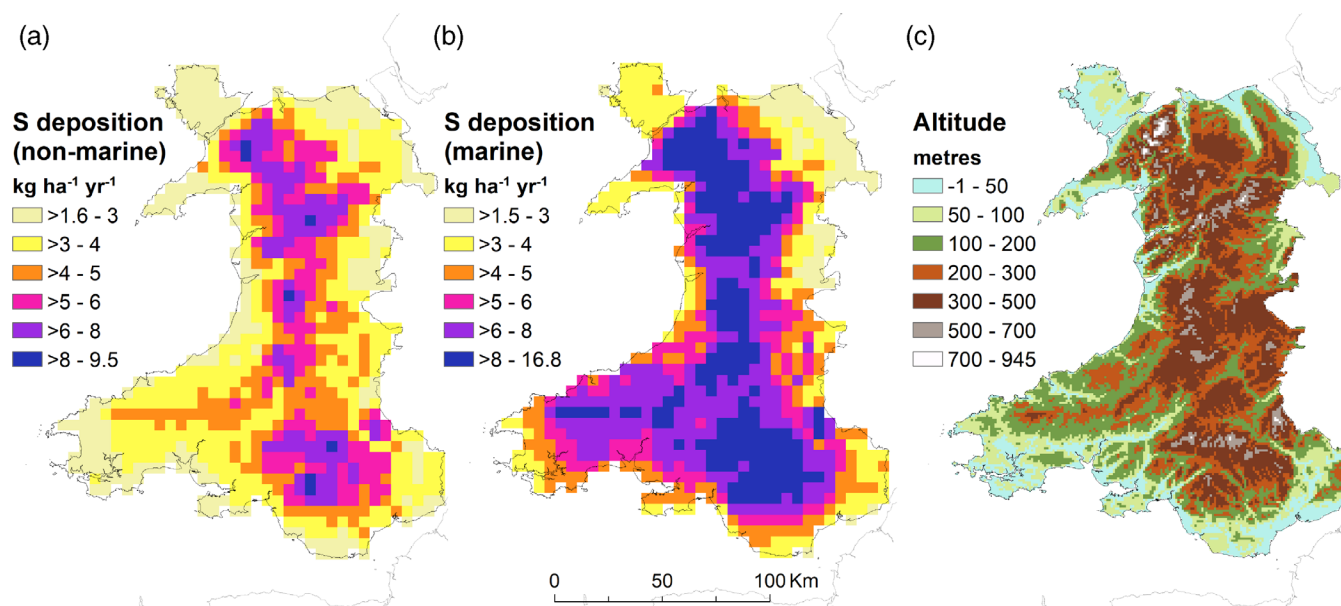 (a)
S deposition
(non-marine)
kg ha⁻¹ yr⁻¹
>1.6 - 3
>3 - 4
>4 - 5
>5 - 6
>6 - 8
>8 - 9.5
(b)
S deposition
(marine)
kg ha⁻¹ yr⁻¹
>1.5 - 3
>3 - 4
>4 - 5
>5 - 6
>6 - 8
>8 - 16.8
0 50 100 Km
(c)
Altitude
metres
-1 - 50
50 - 100
100 - 200
200 - 300
300 - 500
500 - 700
700 - 945